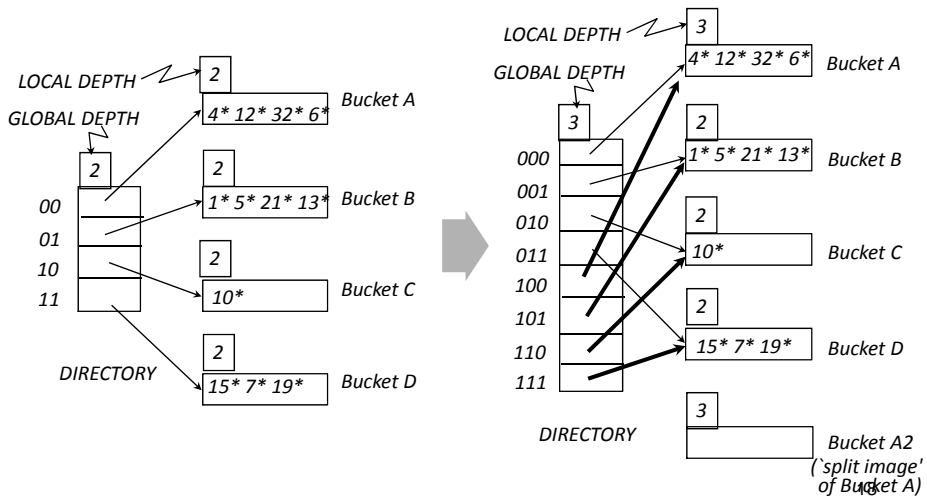 LOCAL DEPTH
2
4* 12* 32* 6*
Bucket A
GLOBAL DEPTH
2
00
01
10
11
2
1* 5* 21* 13*
Bucket B
2
10*
Bucket C
2
15* 7* 19*
Bucket D
DIRECTORY
LOCAL DEPTH
3
4* 12* 32* 6*
Bucket A
GLOBAL DEPTH
3
000
001
010
011
100
101
110
111
2
1* 5* 21* 13*
Bucket B
2
10*
Bucket C
2
15* 7* 19*
Bucket D
DIRECTORY
3
Bucket A2
(`split image'
of Bucket A)